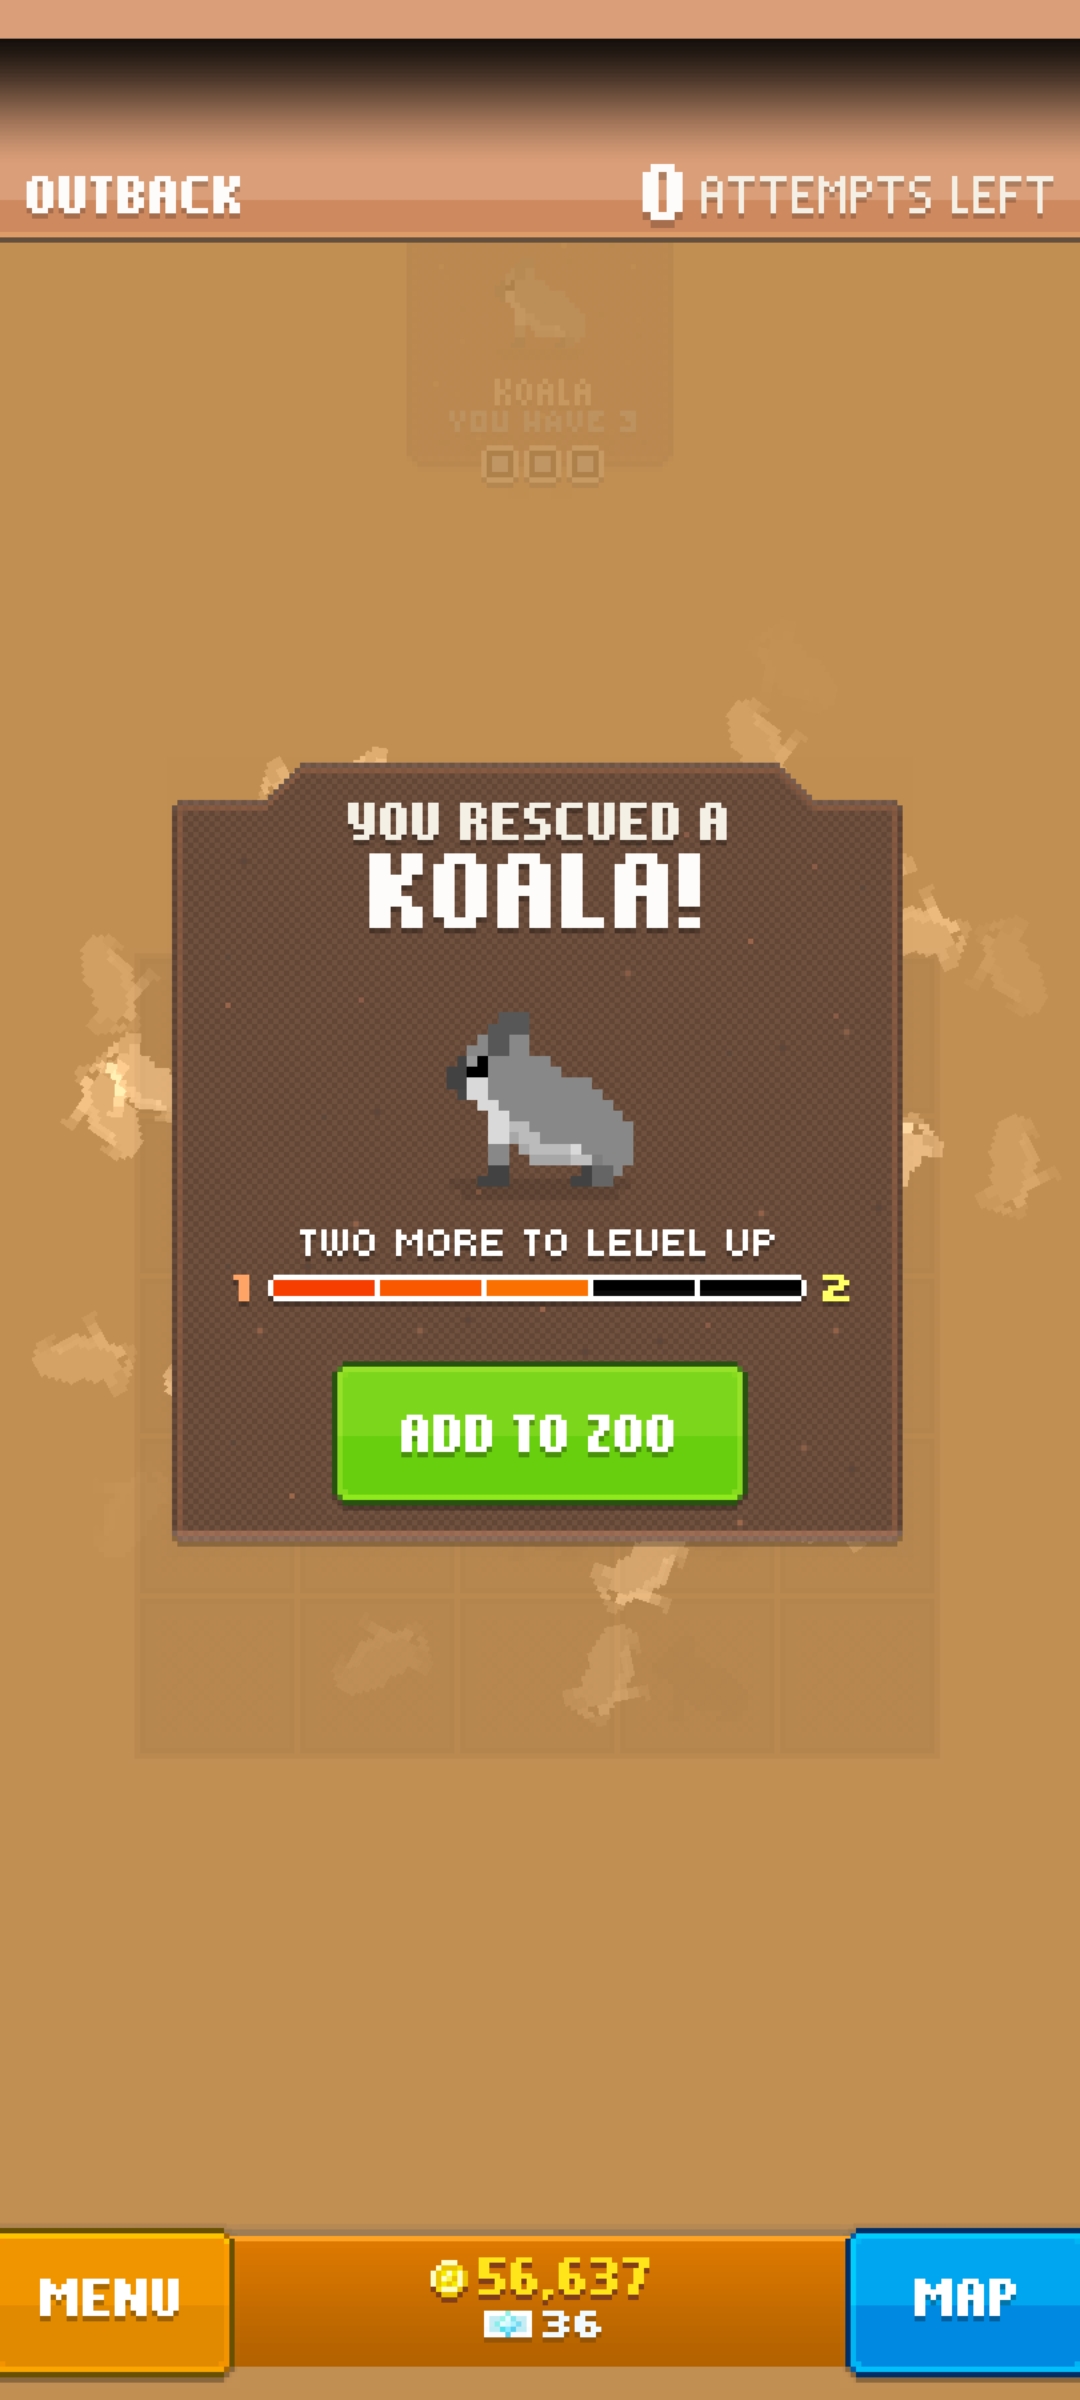 OUTBACK
0 ATTEMPTS LEFT
KOALA
YOU HAVE 3
YOU RESCUED A
KOALA!
TWO MORE TO LEVEL UP
1 2
ADD TO ZOO
MENU
56,637
36
MAP